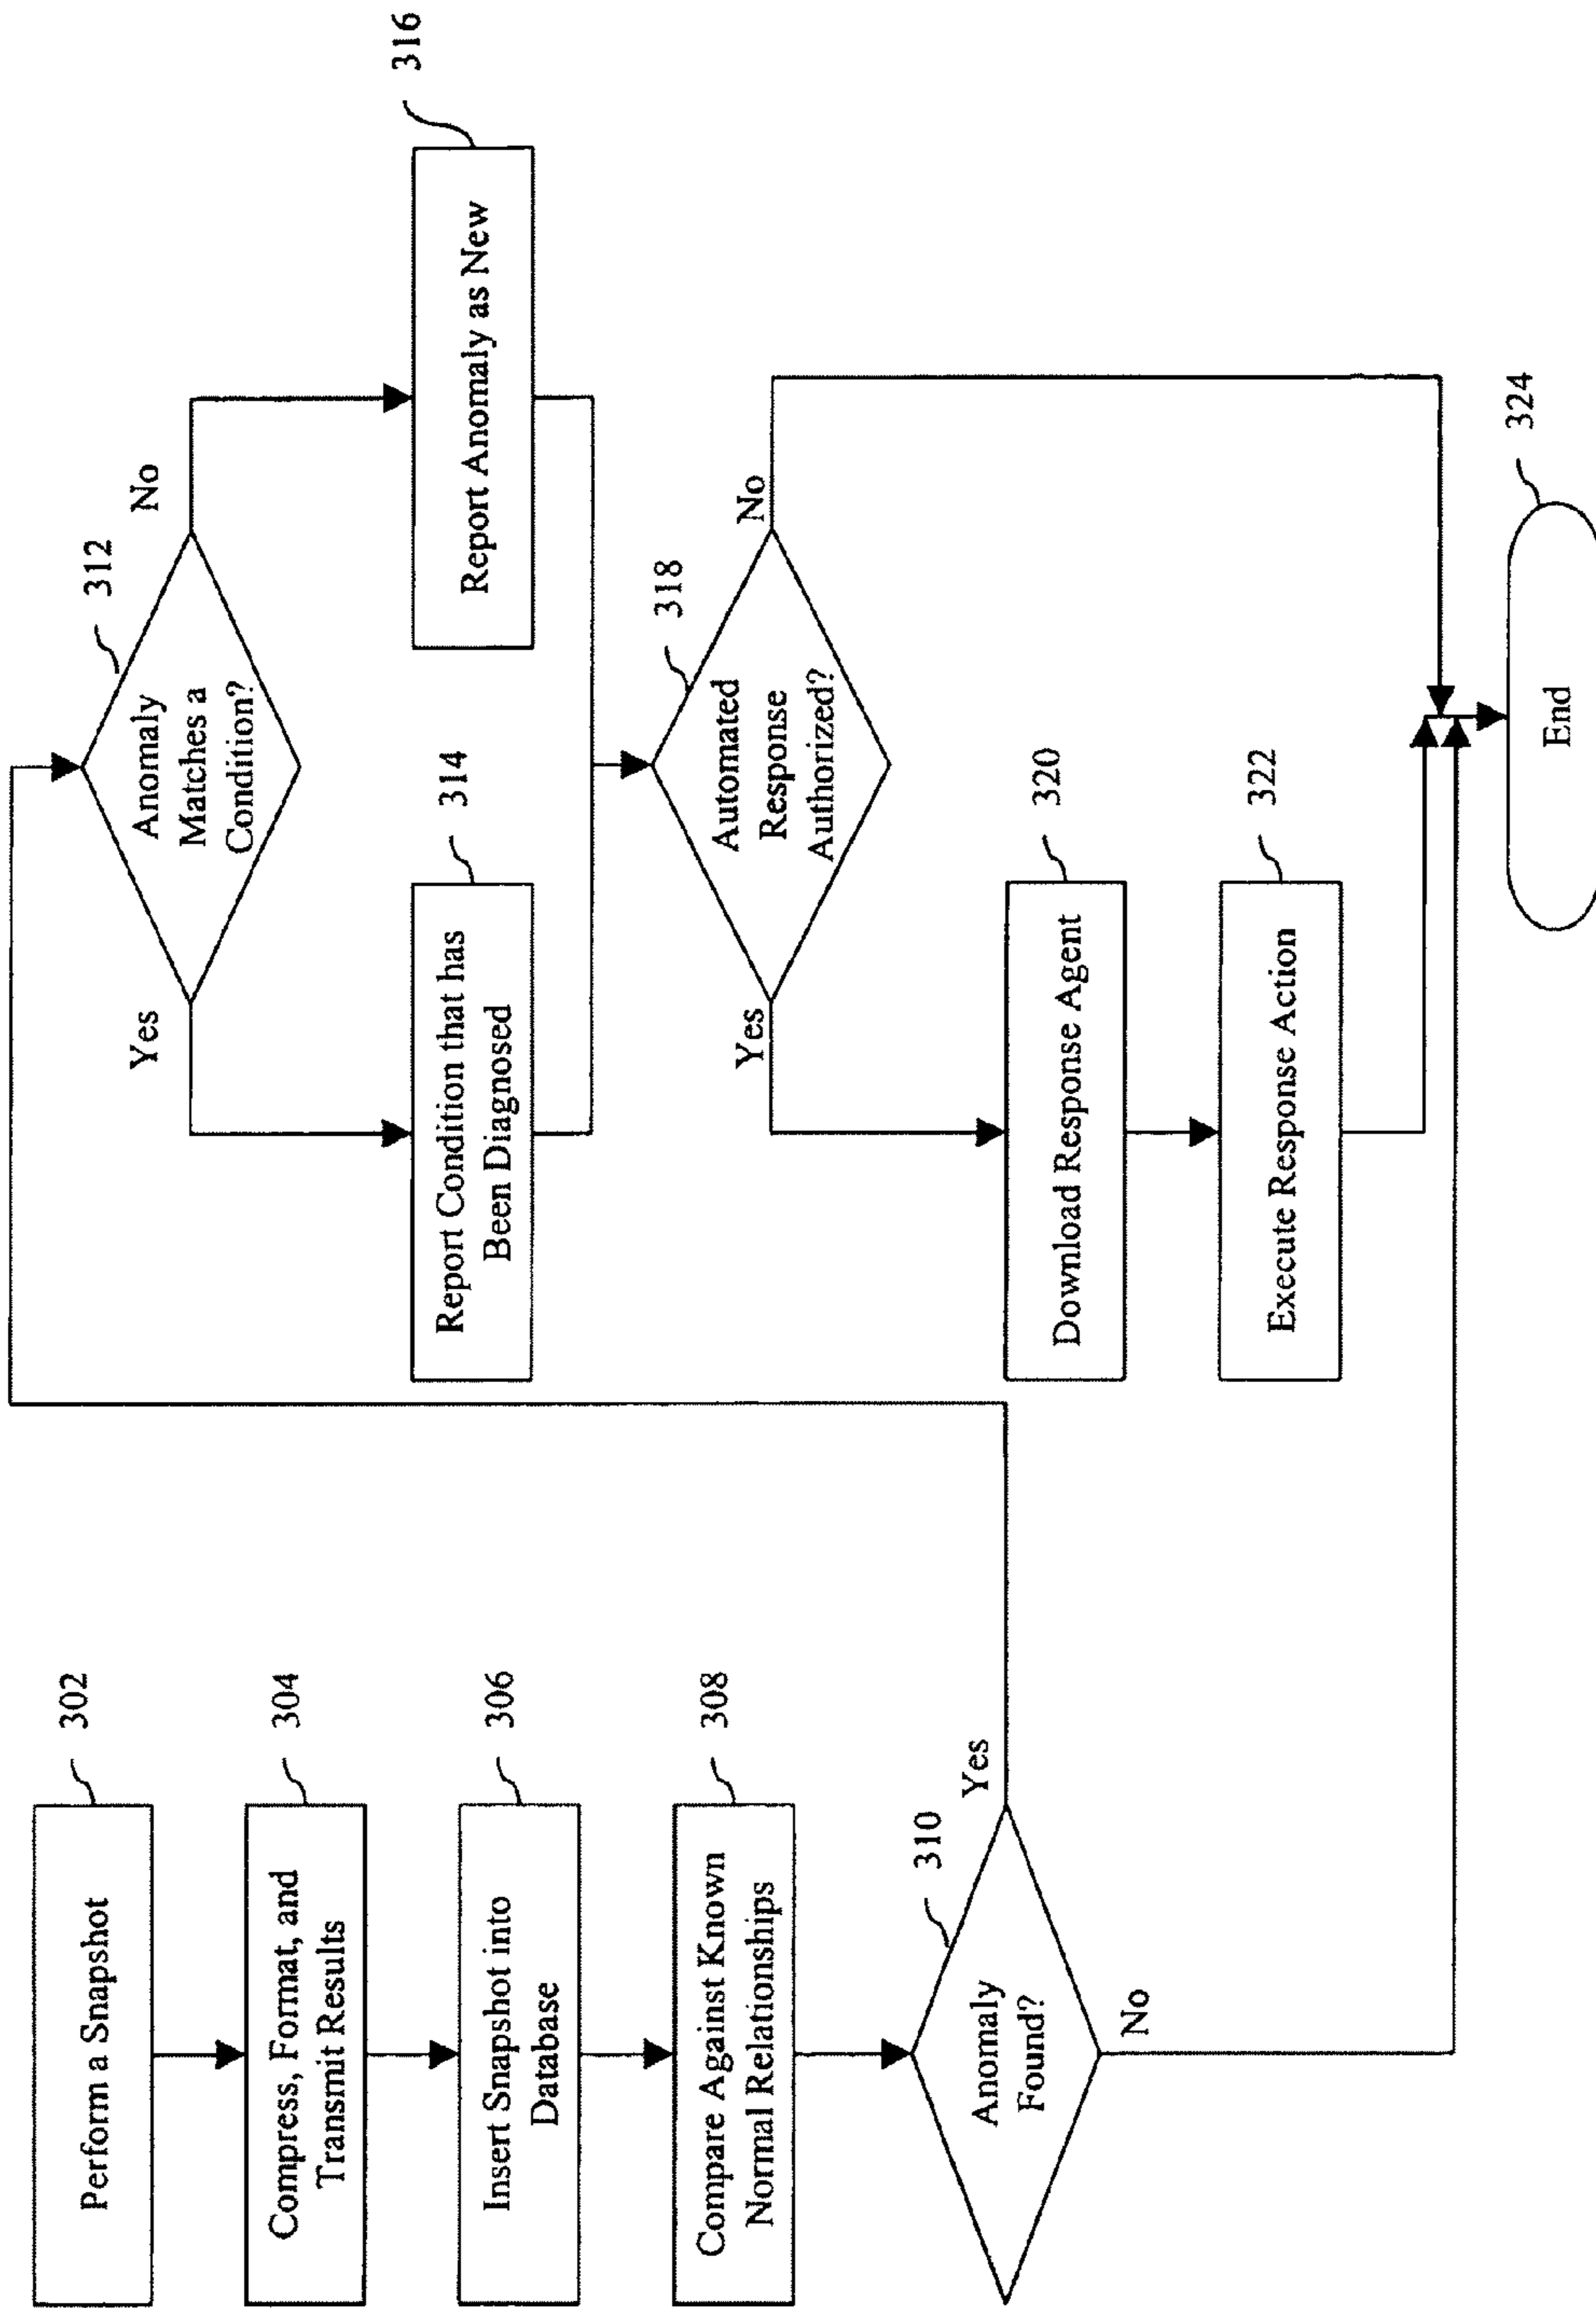 Perform a Snapshot
302
Compress, Format, and
Transmit Results
304
Insert Snapshot into
Database
306
Compare Against Known
Normal Relationships
308
Anomaly
Found?
310
Yes
No
Anomaly
Matches a
Condition?
312
Yes
No
Report Condition that has
Been Diagnosed
314
Report Anomaly as New
316
Automated
Response
Authorized?
318
Yes
No
Download Response Agent
320
Execute Response Action
322
End
324